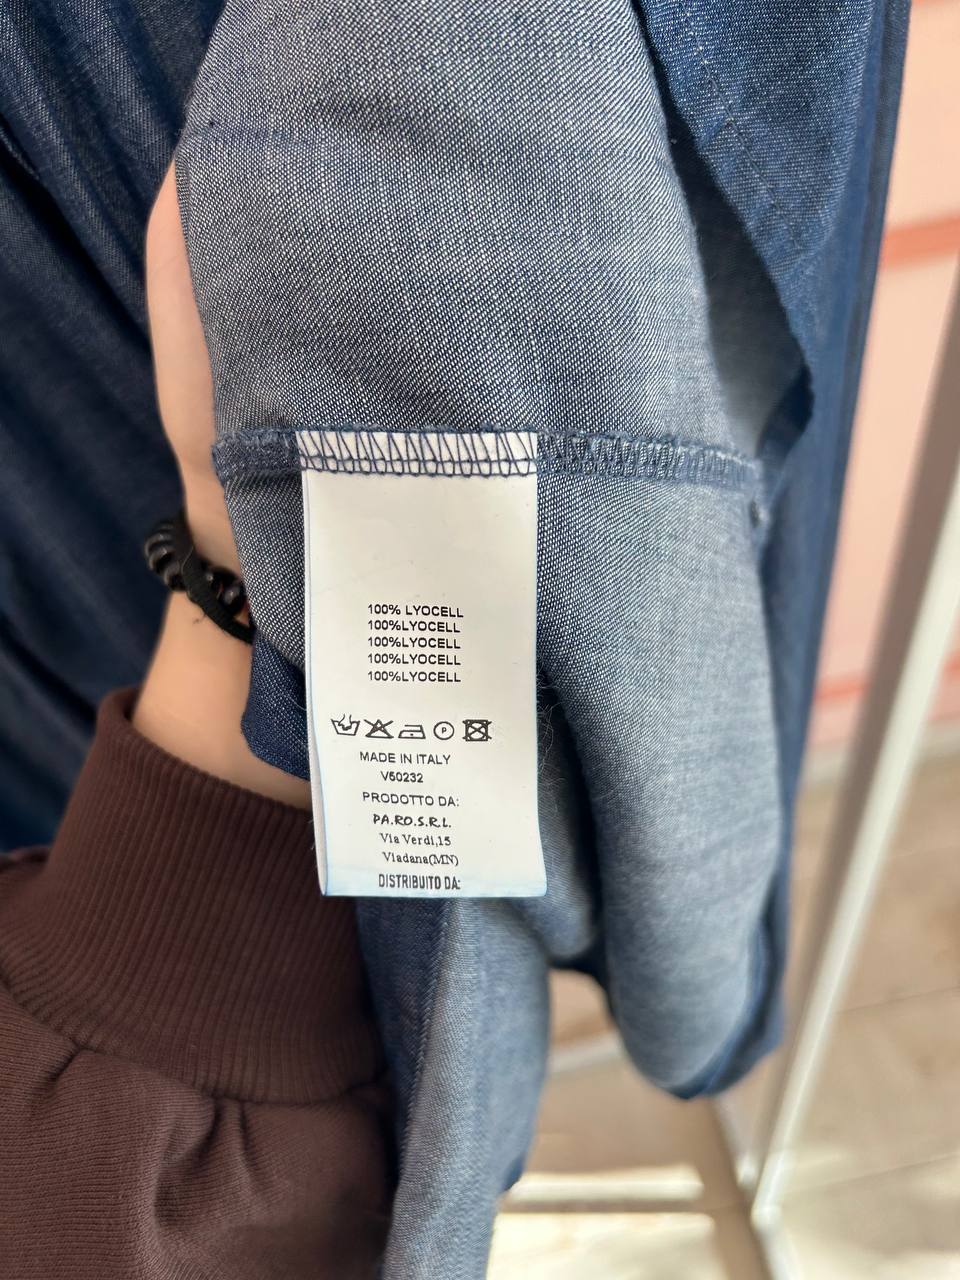 100% LYOCELL
100%LYOCELL
100%LYOCELL
100%LYOCELL
100%LYOCELL
P
MADE IN ITALY
V60232
PRODOTTO DA:
PA.RO.S.R.L.
Via Verdi,15
Viadana(MN)
DISTRIBUITO DA: